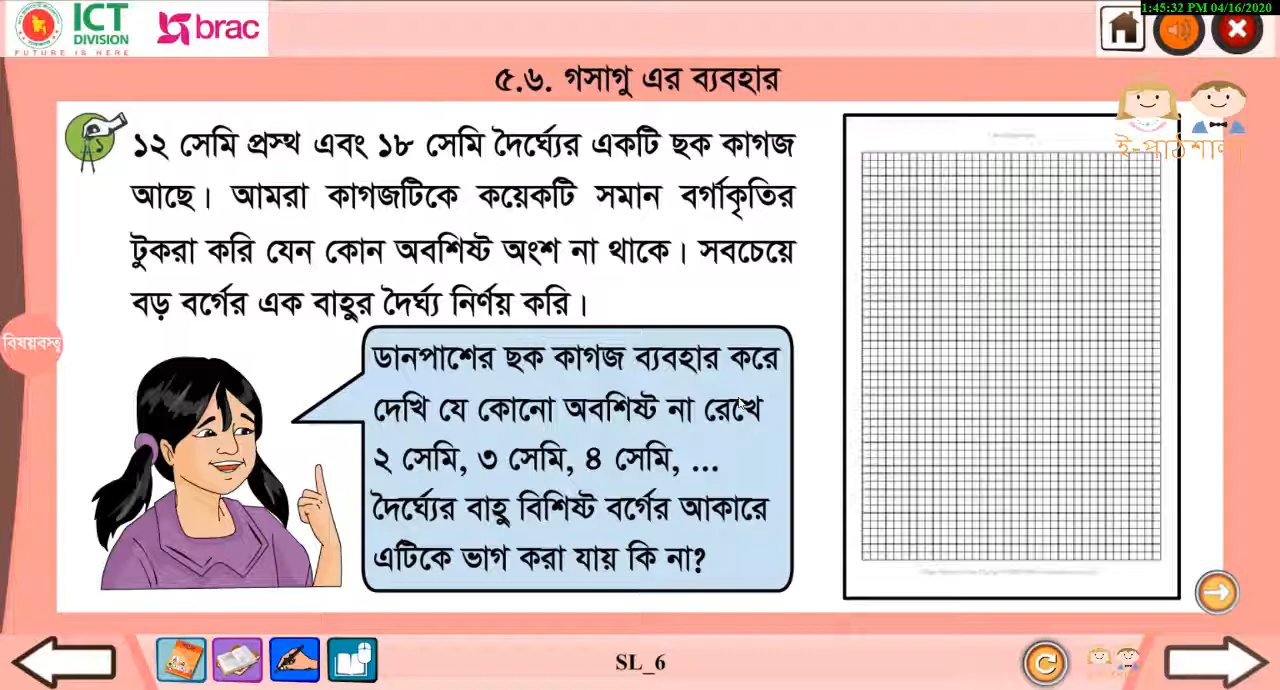 1:45:32 PM 04/16/2020
ICT
DIVISION
FUTURE IS HERE
brac
৫.৬. গসাগু এর ব্যবহার
ই-পাঠশালা
১
১২ সেমি প্রস্থ এবং ১৮ সেমি দৈর্ঘ্যের একটি ছক কাগজ
আছে। আমরা কাগজটিকে কয়েকটি সমান বর্গাকৃতির
টুকরা করি যেন কোন অবশিষ্ট অংশ না থাকে। সবচেয়ে
বড় বর্গের এক বাহুর দৈর্ঘ্য নির্ণয় করি।
বিষয়বস্তু
ডানপাশের ছক কাগজ ব্যবহার করে
দেখি যে কোনো অবশিষ্ট না রেখে
২ সেমি, ৩ সেমি, ৪ সেমি, ...
দৈর্ঘ্যের বাহু বিশিষ্ট বর্গের আকারে
এটিকে ভাগ করা যায় কি না?
SL_6